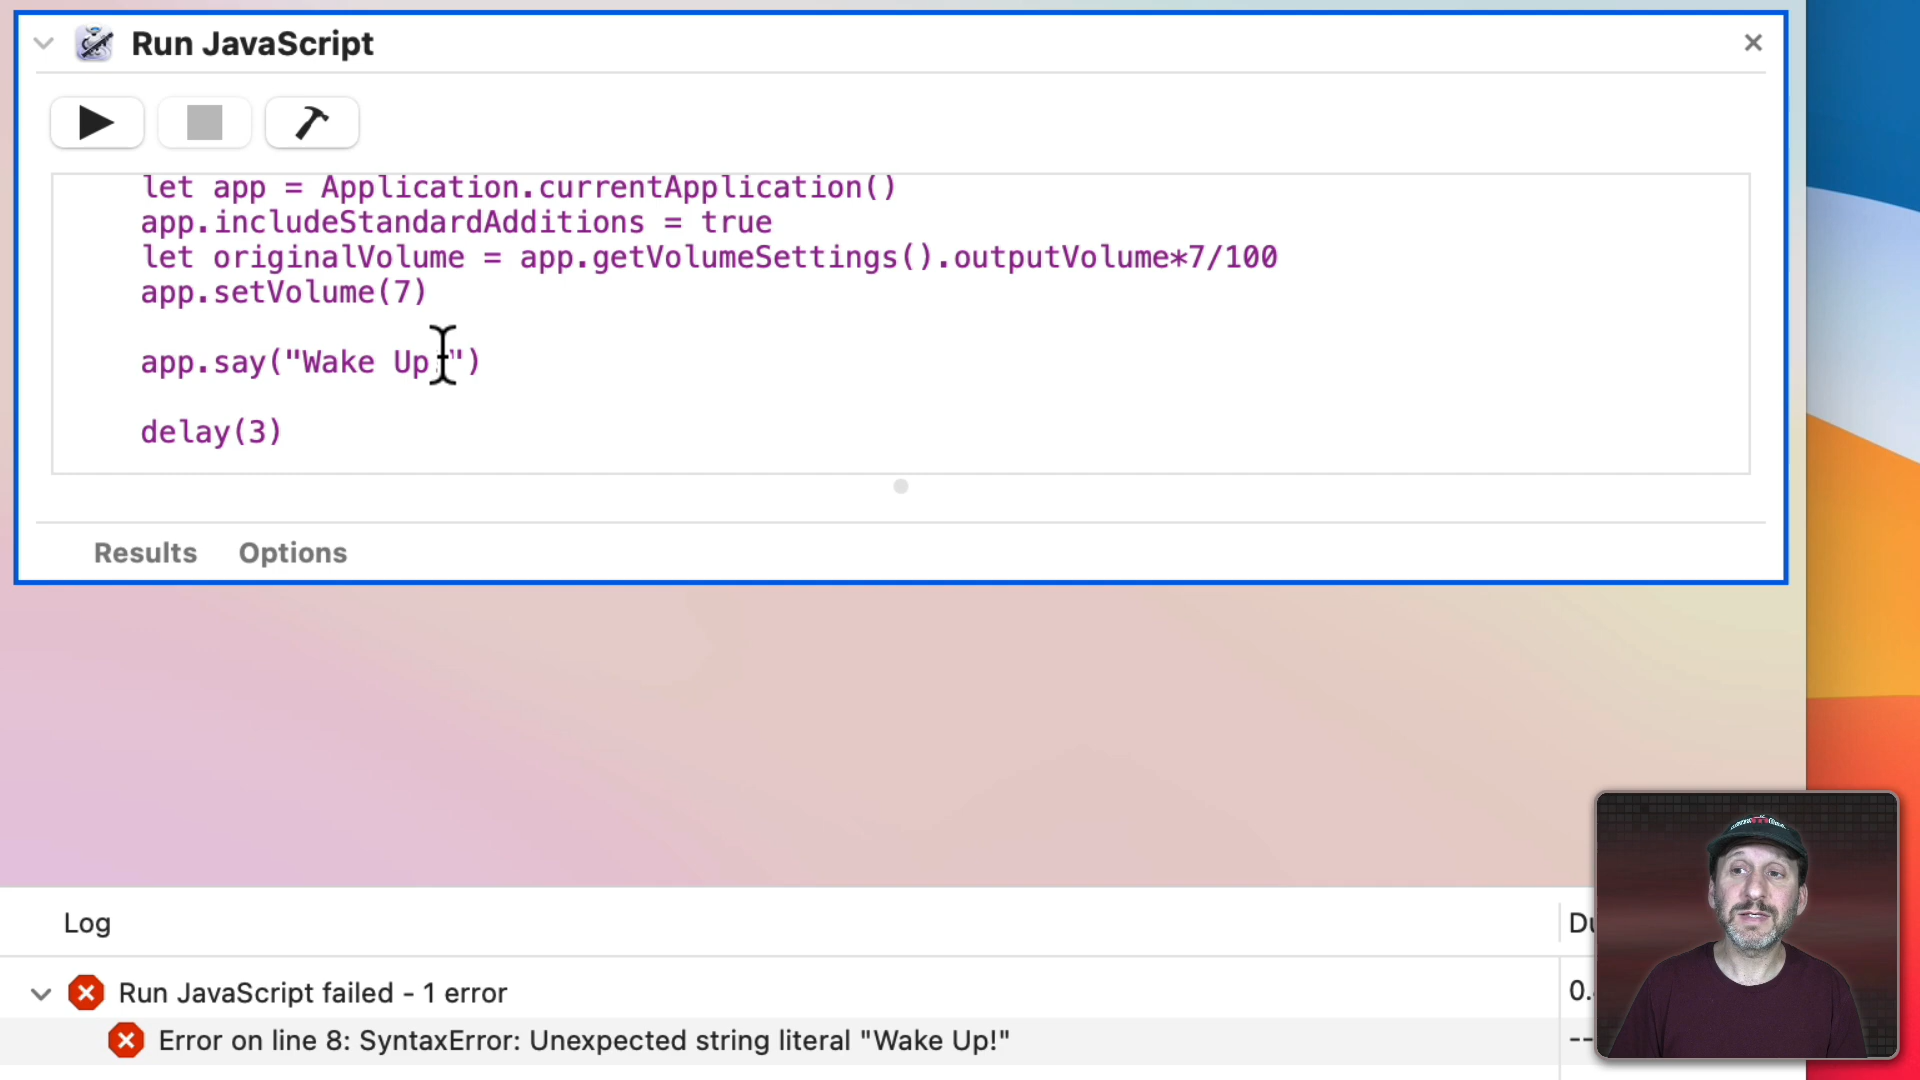 Run JavaScript
let app = Application.currentApplication()
app.includeStandardAdditions = true
let originalVolume = app.getVolumeSettings().outputVolume*7/100
app.setVolume(7)
app.say("Wake Up!")
delay(3)
Results Options
Log
Run JavaScript failed - 1 error
0.
Error on line 8: SyntaxError: Unexpected string literal "Wake Up!"
--